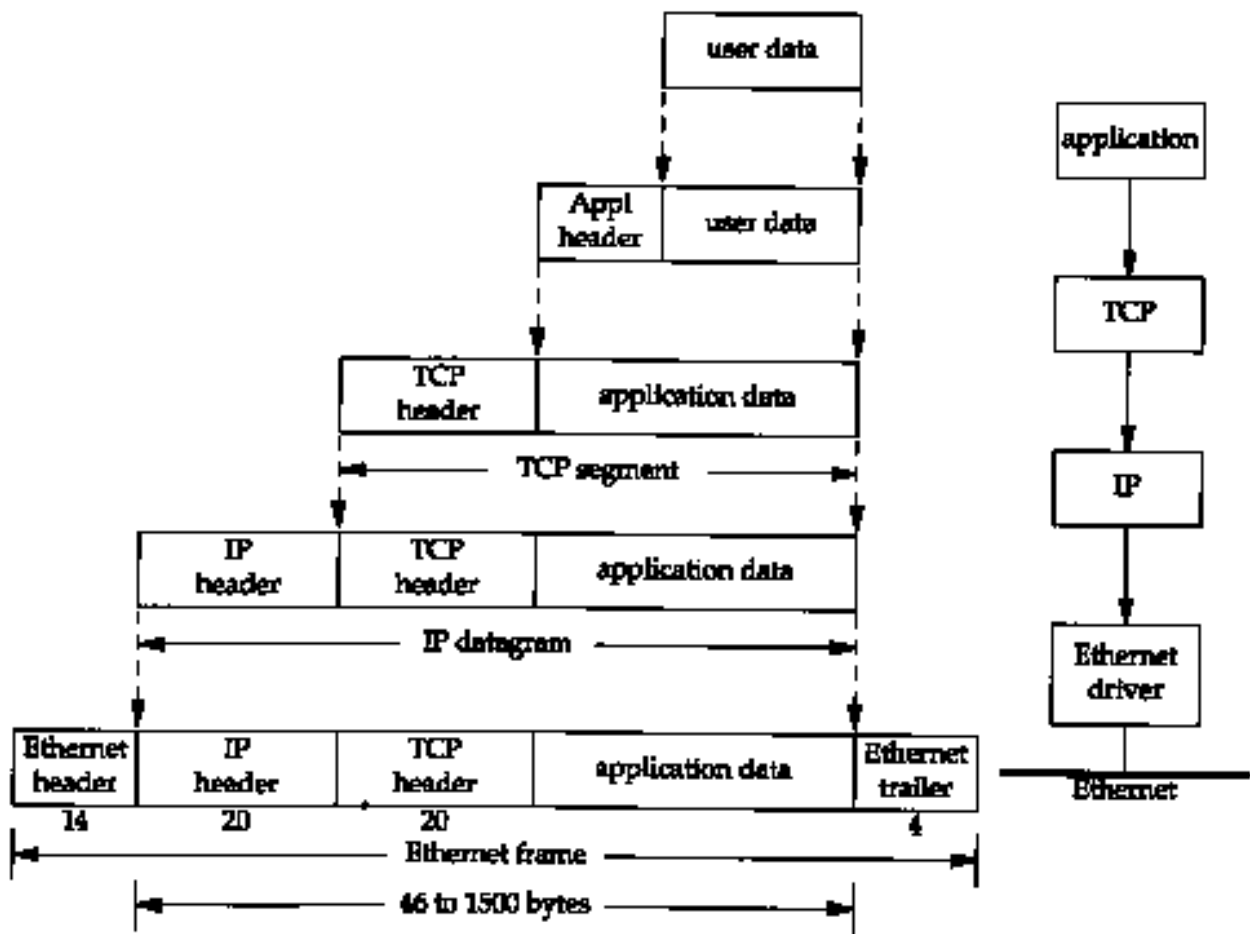 user data
application
Appl
header
user data
TCP
TCP
header
application data
TCP segment
IP
IP
header
TCP
header
application data
IP datagram
Ethernet
driver
Ethernet
header
IP
header
TCP
header
application data
Ethernet
trailer
Ethernet
14
20
20
4
Ethernet frame
46 to 1500 bytes